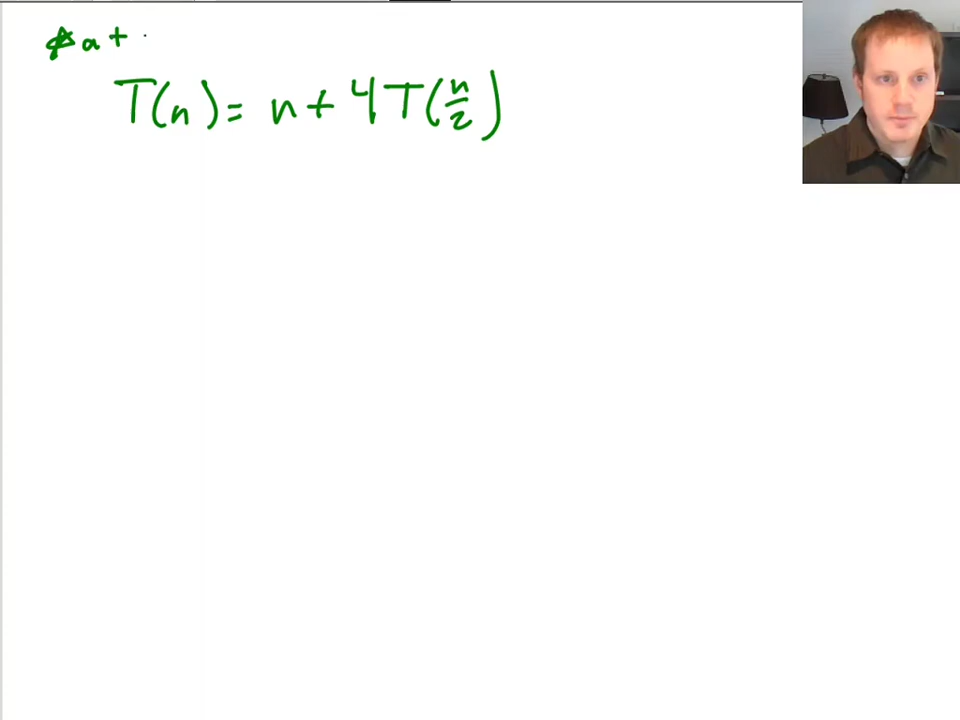 a +
T(n) = n + 4T(n/2)